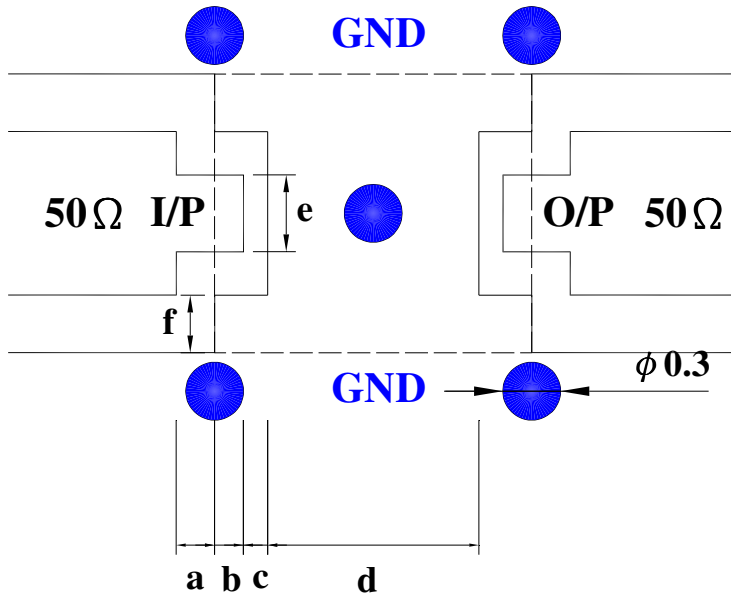 GND
50Ω I/P
e
O/P 50Ω
f
ϕ0.3
GND
a b c d